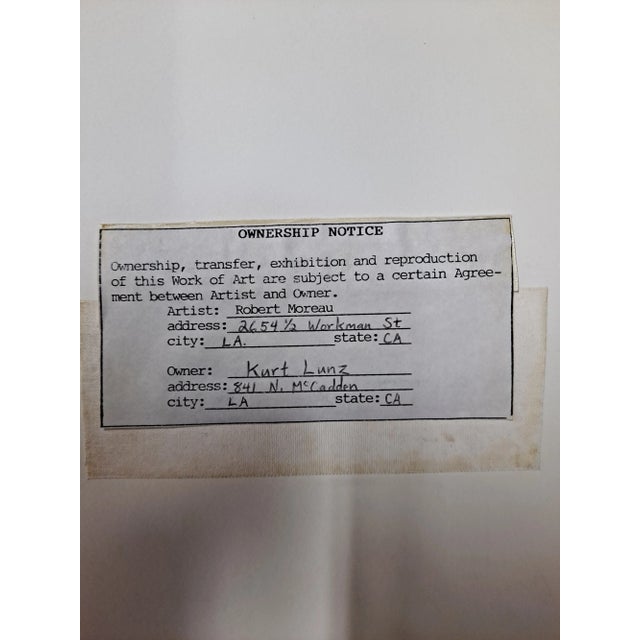 OWNERSHIP NOTICE
Ownership, transfer, exhibition and reproduction
of this Work of Art are subject to a certain Agree-
ment between Artist and Owner.
Artist: Robert Moreau
address: 2654 1/2 Workman St
city: LA. state: CA
Owner: Kurt Lunz
address: 841 N. McCadden
city: LA state: CA